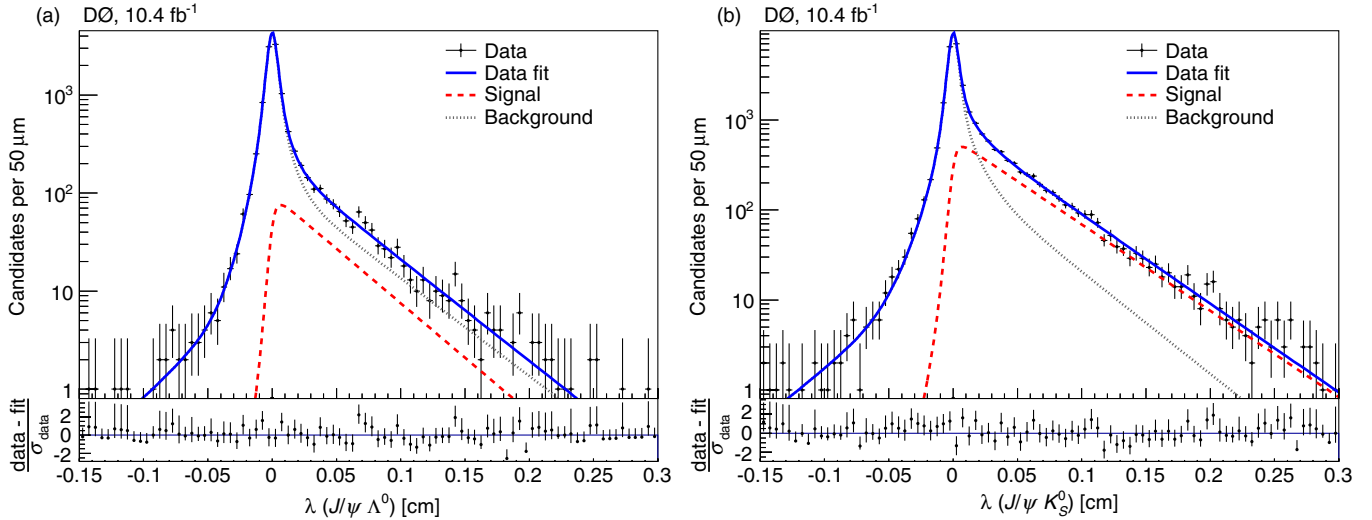 (a) DØ, 10.4 fb⁻¹
Data
Data fit
Signal
Background
Candidates per 50 μm
10³
10²
10
1
data - fit
σdata
2
0
-2
-0.15 -0.1 -0.05 0 0.05 0.1 0.15 0.2 0.25 0.3
λ (J/ψ Λ⁰) [cm]
(b) DØ, 10.4 fb⁻¹
Data
Data fit
Signal
Background
Candidates per 50 μm
10³
10²
10
1
data - fit
σdata
2
0
-2
-0.15 -0.1 -0.05 0 0.05 0.1 0.15 0.2 0.25 0.3
λ (J/ψ K⁰S) [cm]